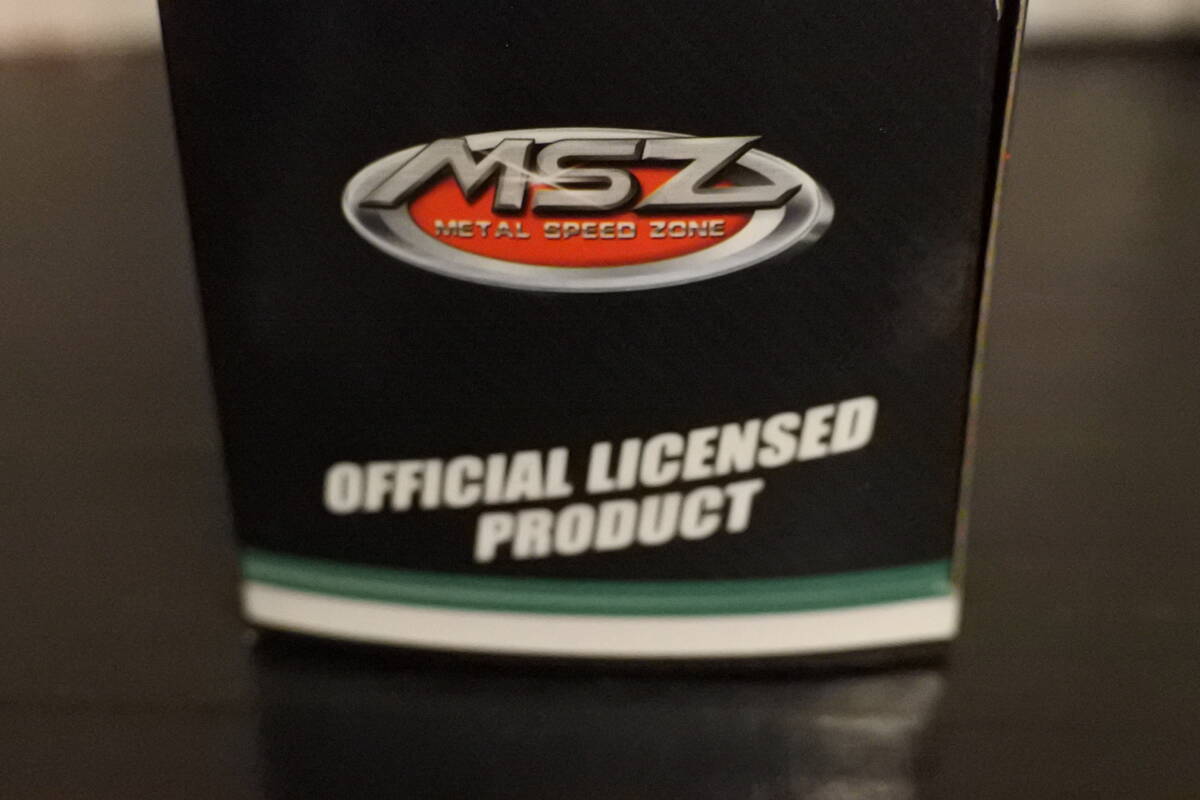 MSZ
METAL SPEED ZONE
OFFICIAL LICENSED
PRODUCT